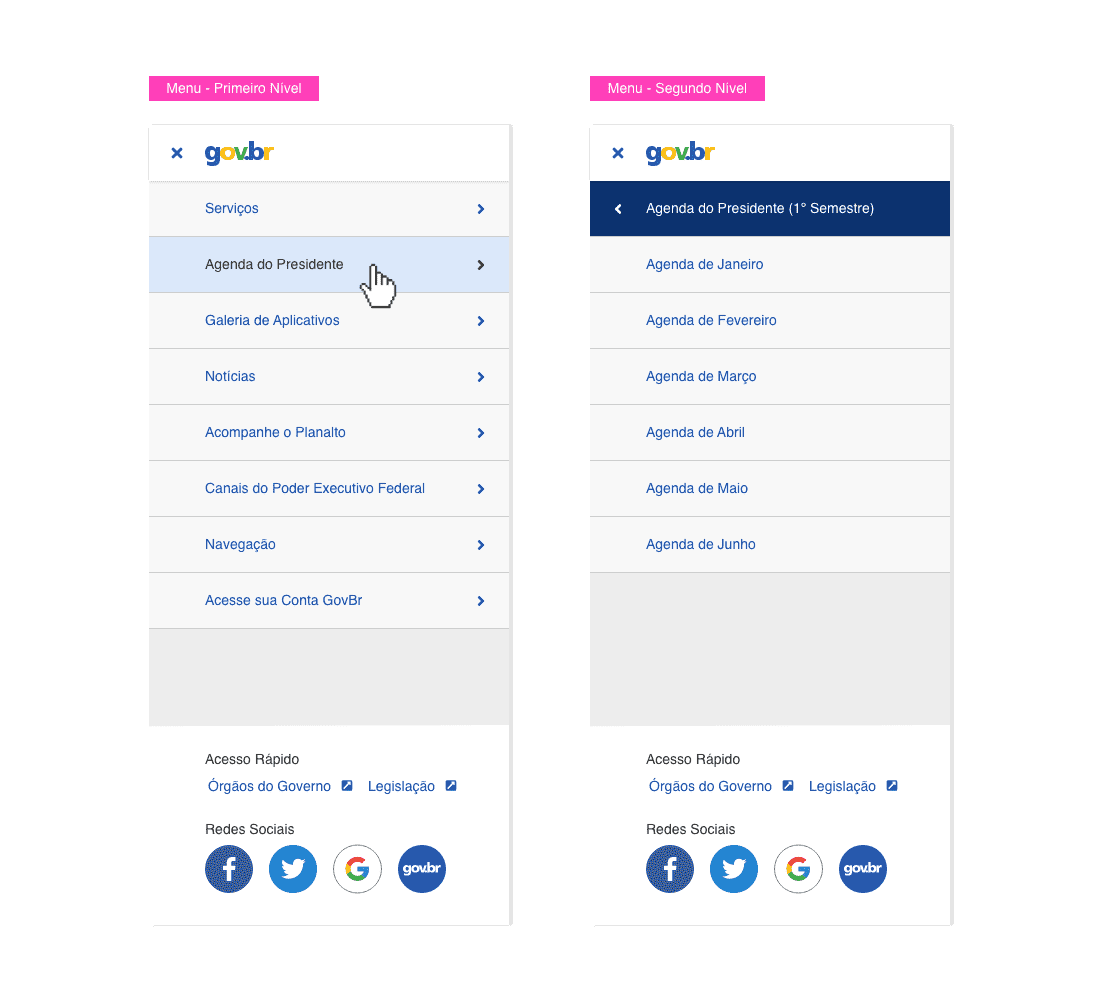 Menu - Primeiro Nível
gov.br
Serviços
Agenda do Presidente
Galeria de Aplicativos
Notícias
Acompanhe o Planalto
Canais do Poder Executivo Federal
Navegação
Acesse sua Conta GovBr
Acesso Rápido
Órgãos do Governo Legislação
Redes Sociais
gov.br
Menu - Segundo Nível
gov.br
Agenda do Presidente (1° Semestre)
Agenda de Janeiro
Agenda de Fevereiro
Agenda de Março
Agenda de Abril
Agenda de Maio
Agenda de Junho
Acesso Rápido
Órgãos do Governo Legislação
Redes Sociais
gov.br